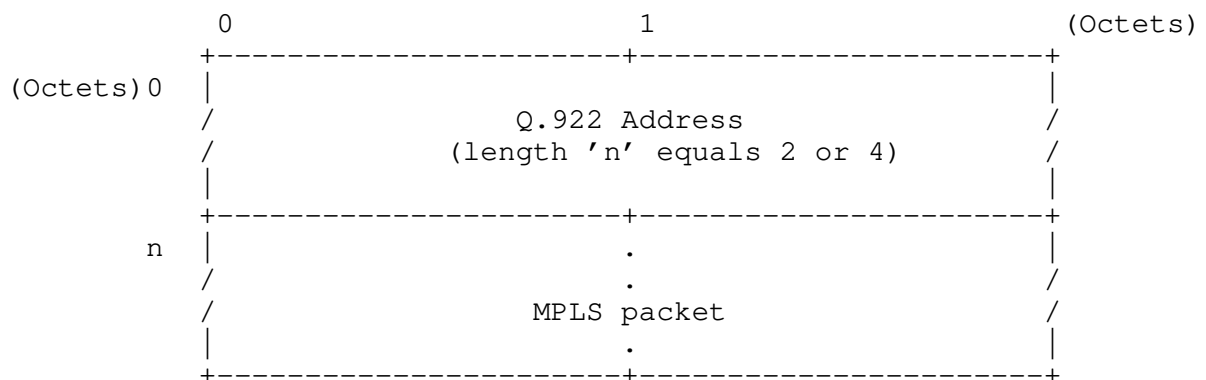 0                       1                       (Octets)
                +-----------------------+-----------------------+
(Octets)0       |                                               |
                /                 Q.922 Address                 /
                /             (length 'n' equals 2 or 4)        /
                |                                               |
                +-----------------------+-----------------------+
            n   |                       .                       |
                /                       .                       /
                /                  MPLS packet                  /
                |                       .                       |
                +-----------------------+-----------------------+